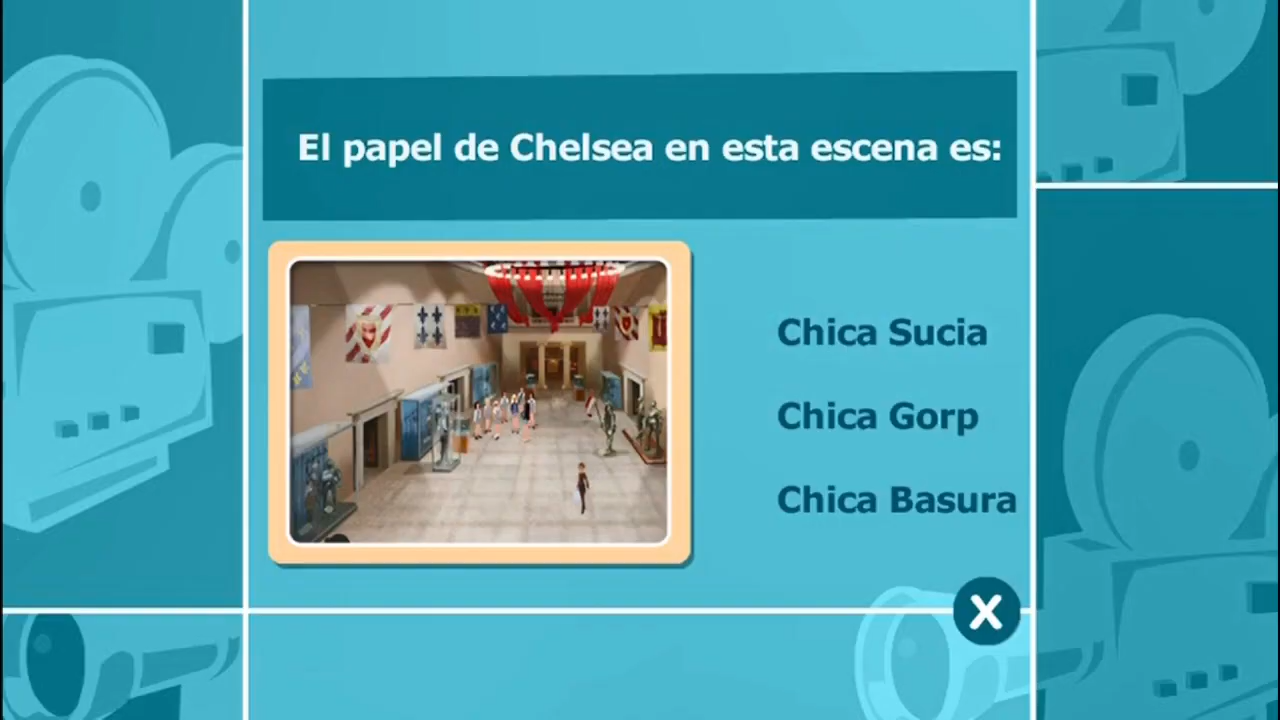 El papel de Chelsea en esta escena es:
Chica Sucia
Chica Gorp
Chica Basura
X